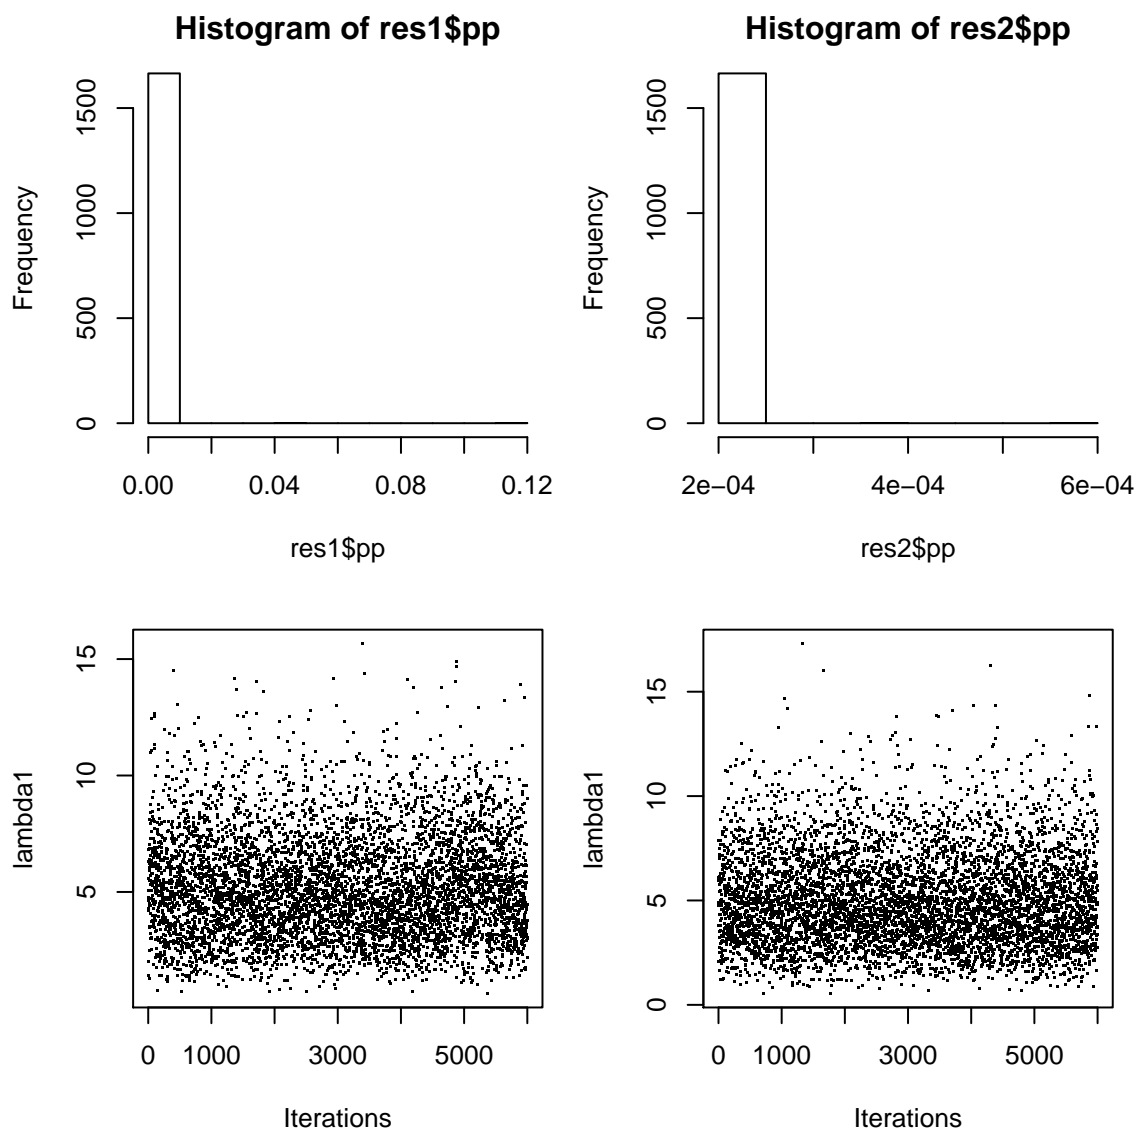 Histogram of res1$pp
Frequency
0 500 1000 1500
0.00 0.04 0.08 0.12
res1$pp
Histogram of res2$pp
Frequency
0 500 1000 1500
2e−04 4e−04 6e−04
res2$pp
lambda1
5 10 15
0 1000 3000 5000
Iterations
lambda1
0 5 10 15
0 1000 3000 5000
Iterations